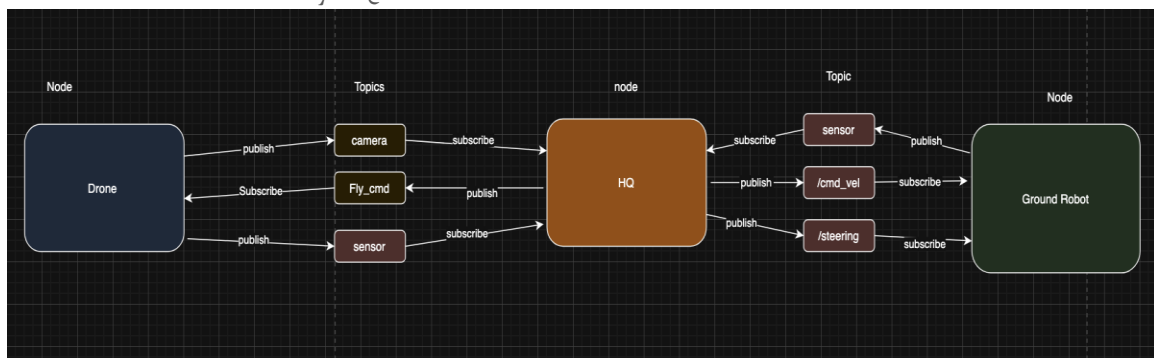 Node
Topics
node
Topic
Node
Drone
publish
camera
subscribe
Subscribe
Fly_cmd
publish
publish
sensor
subscribe
HQ
subscribe
sensor
publish
publish
/cmd_vel
subscribe
publish
/steering
subscribe
Ground Robot